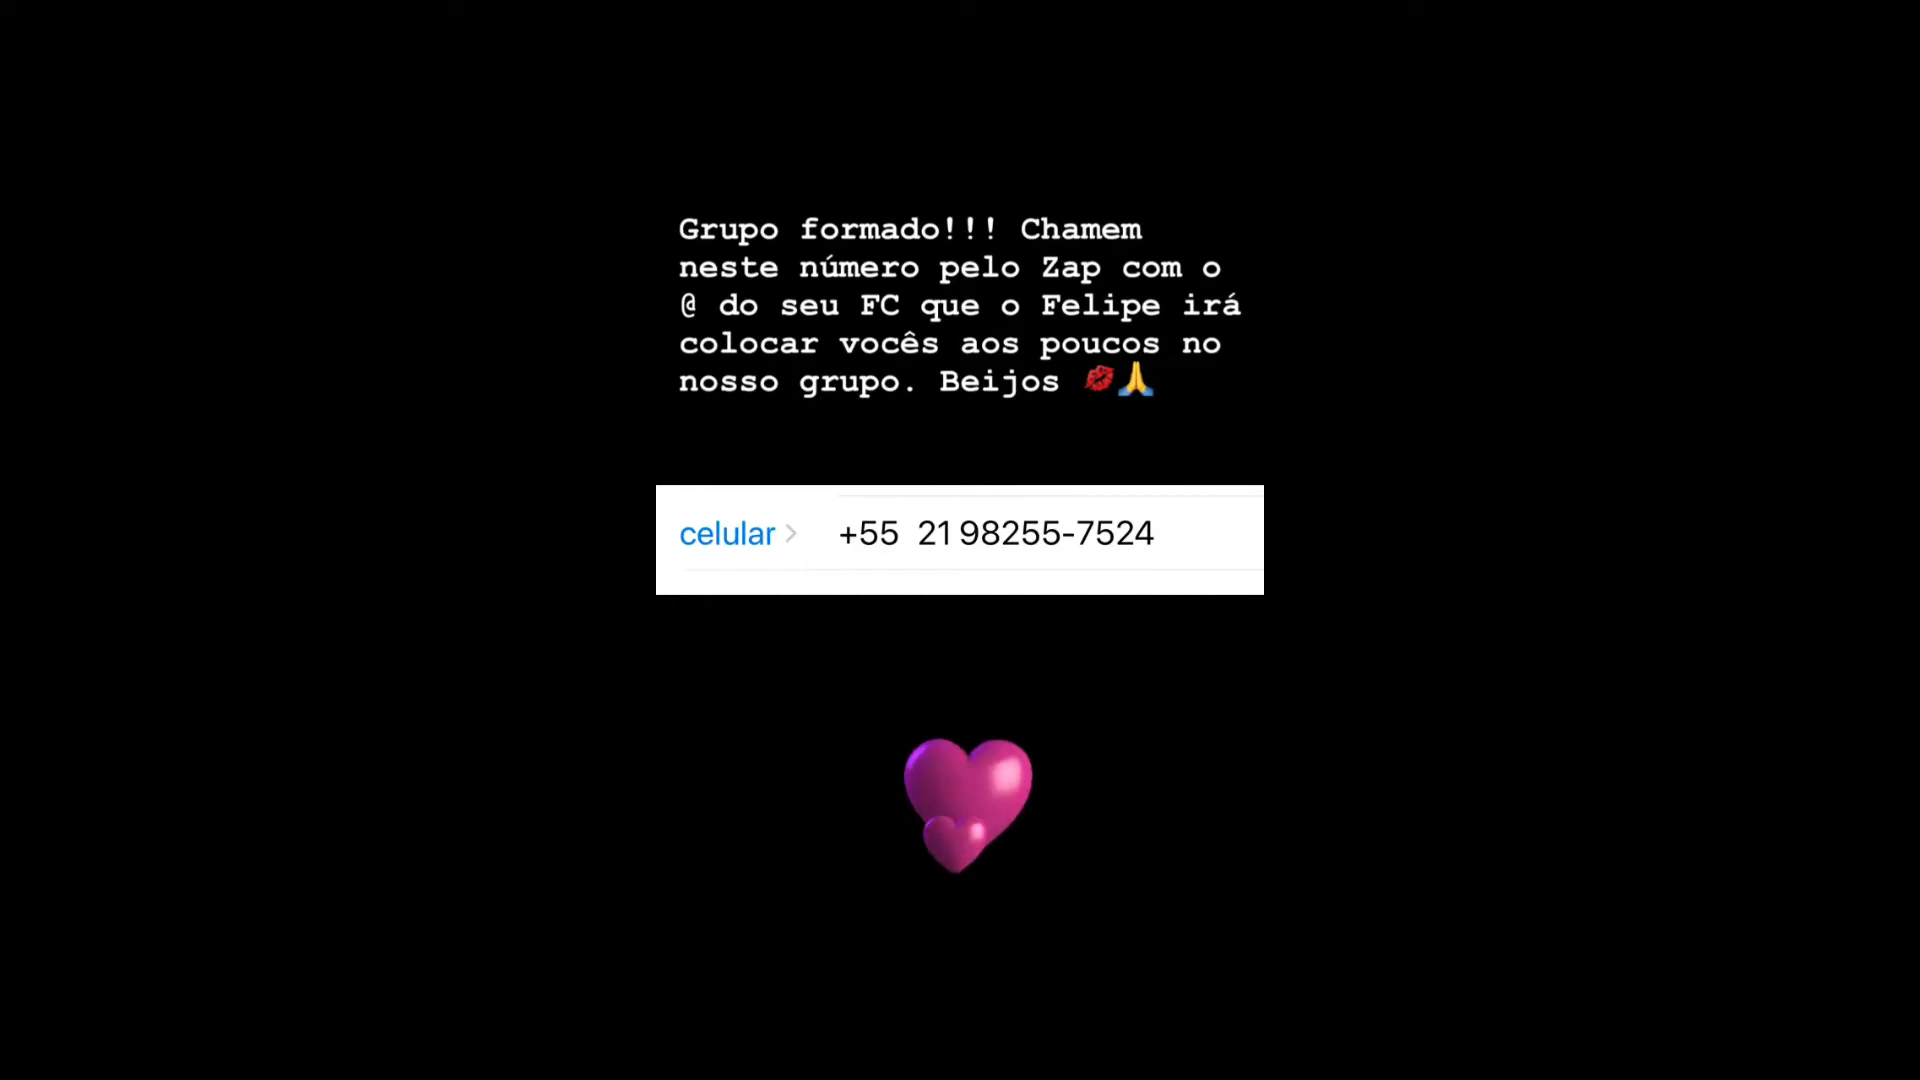 Grupo formado!!! Chamem
neste número pelo Zap com o
@ do seu FC que o Felipe irá
colocar vocês aos poucos no
nosso grupo. Beijos 💋🙏
celular > +55 21 98255-7524